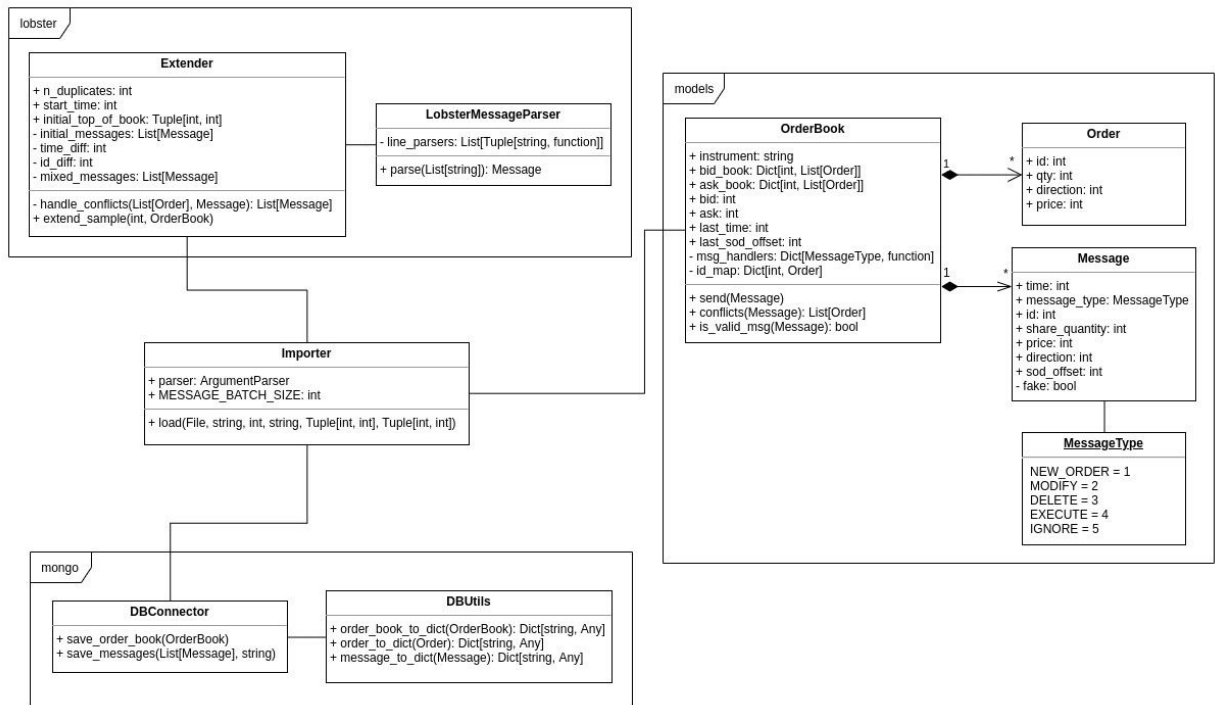 lobster
Extender
+ n_duplicates: int
+ start_time: int
+ initial_top_of_book: Tuple[int, int]
- initial_messages: List[Message]
- time_diff: int
- id_diff: int
- mixed_messages: List[Message]
- handle_conflicts(List[Order], Message): List[Message]
+ extend_sample(int, OrderBook)
LobsterMessageParser
- line_parsers: List[Tuple[string, function]]
+ parse(List[string]): Message
models
OrderBook
+ instrument: string
+ bid_book: Dict[int, List[Order]]
+ ask_book: Dict[int, List[Order]]
+ bid: int
+ ask: int
+ last_time: int
+ last_sod_offset: int
- msg_handlers: Dict[MessageType, function]
- id_map: Dict[int, Order]
+ send(Message)
+ conflicts(Message): List[Order]
+ is_valid_msg(Message): bool
1
*
1
*
Order
+ id: int
+ qty: int
+ direction: int
+ price: int
Message
+ time: int
+ message_type: MessageType
+ id: int
+ share_quantity: int
+ price: int
+ direction: int
+ sod_offset: int
- fake: bool
MessageType
NEW_ORDER = 1
MODIFY = 2
DELETE = 3
EXECUTE = 4
IGNORE = 5
Importer
+ parser: ArgumentParser
+ MESSAGE_BATCH_SIZE: int
+ load(File, string, int, string, Tuple[int, int], Tuple[int, int])
mongo
DBConnector
+ save_order_book(OrderBook)
+ save_messages(List[Message], string)
DBUtils
+ order_book_to_dict(OrderBook): Dict[string, Any]
+ order_to_dict(Order): Dict[string, Any]
+ message_to_dict(Message): Dict[string, Any]